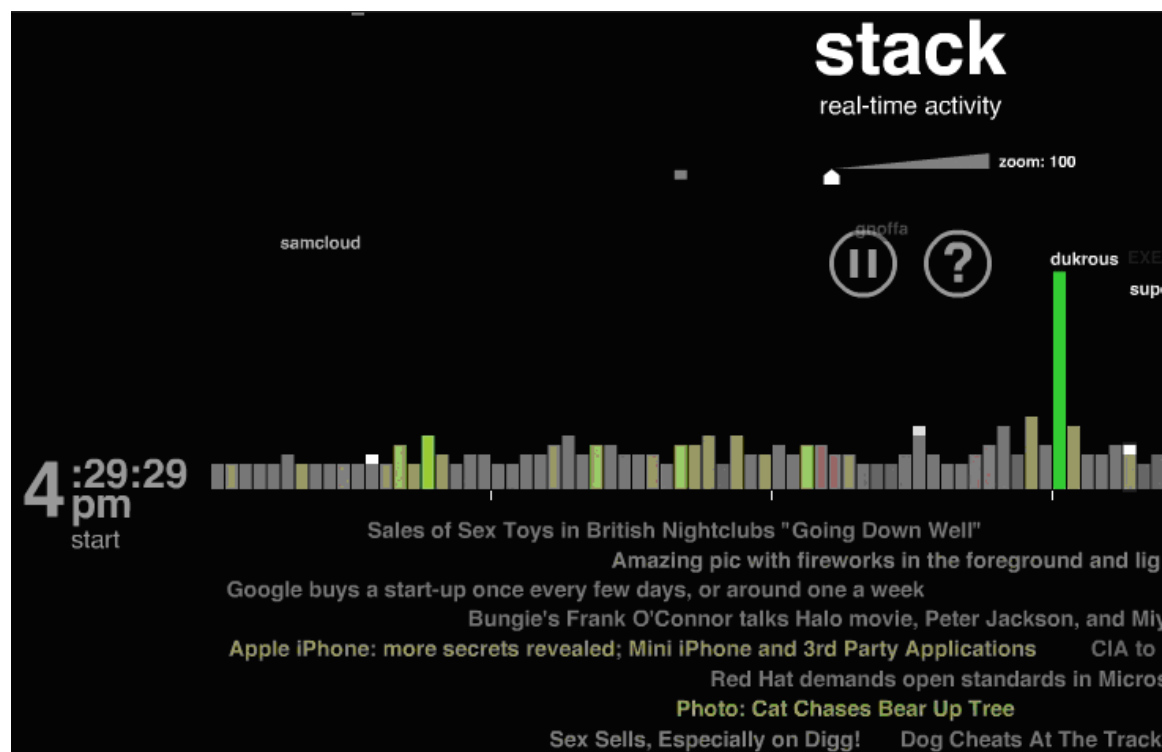 stack
real-time activity
zoom: 100
gnoffa
samcloud
dukrous EXE
supe
4:29:29
pm
start
Sales of Sex Toys in British Nightclubs "Going Down Well"
Amazing pic with fireworks in the foreground and lig
Google buys a start-up once every few days, or around one a week
Bungie's Frank O'Connor talks Halo movie, Peter Jackson, and Miy
Apple iPhone: more secrets revealed; Mini iPhone and 3rd Party Applications CIA to
Red Hat demands open standards in Micros
Photo: Cat Chases Bear Up Tree
Sex Sells, Especially on Digg! Dog Cheats At The Track